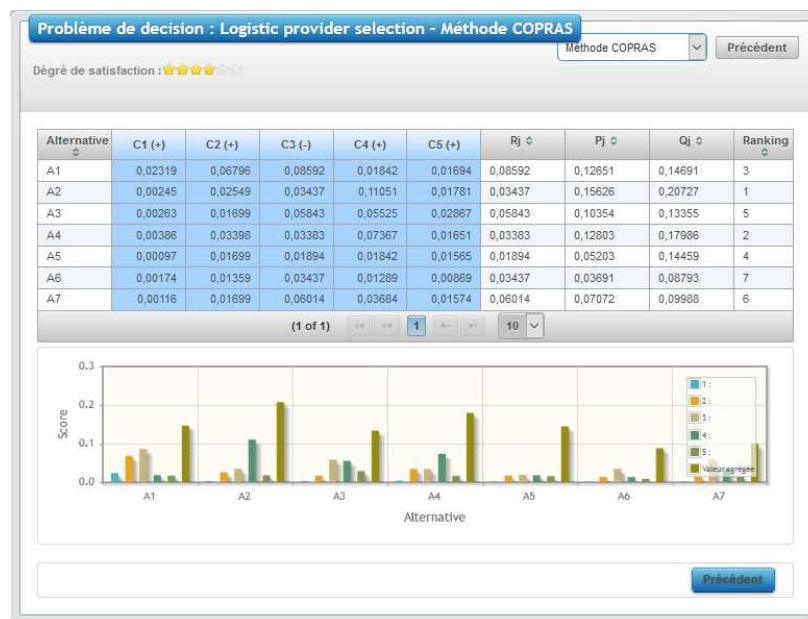 Problème de decision : Logistic provider selection - Méthode COPRAS
Méthode COPRAS
Précédent
Dégré de satisfaction :
Alternative C1 (+) C2 (+) C3 (-) C4 (+) C5 (+) Rj Pj Qj Ranking
A1 0,02319 0,06796 0,08592 0,01842 0,01694 0,08592 0,12651 0,14691 3
A2 0,00245 0,02549 0,03437 0,11051 0,01781 0,03437 0,15626 0,20727 1
A3 0,00263 0,01699 0,05843 0,05525 0,02867 0,05843 0,10354 0,13355 5
A4 0,00386 0,03398 0,03383 0,07367 0,01651 0,03383 0,12803 0,17986 2
A5 0,00097 0,01699 0,01894 0,01842 0,01565 0,01894 0,05203 0,14459 4
A6 0,00174 0,01359 0,03437 0,01289 0,00869 0,03437 0,03691 0,08793 7
A7 0,00116 0,01699 0,06014 0,03684 0,01574 0,06014 0,07072 0,09988 6
(1 of 1) 1 10
0.3
0.2
0.1
0.0
Score
1 :
2 :
3 :
4 :
5 :
Valeur agrégée
A1 A2 A3 A4 A5 A6 A7
Alternative
Précédent